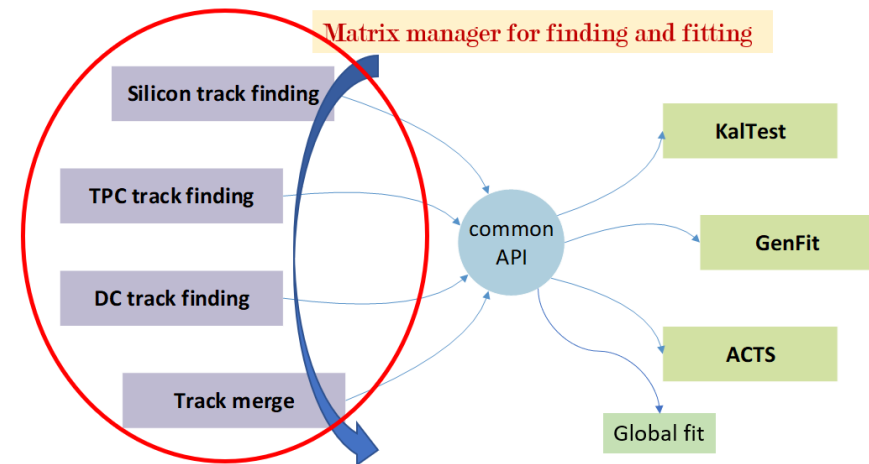 Matrix manager for finding and fitting
Silicon track finding
TPC track finding
DC track finding
Track merge
common
API
KalTest
GenFit
ACTS
Global fit